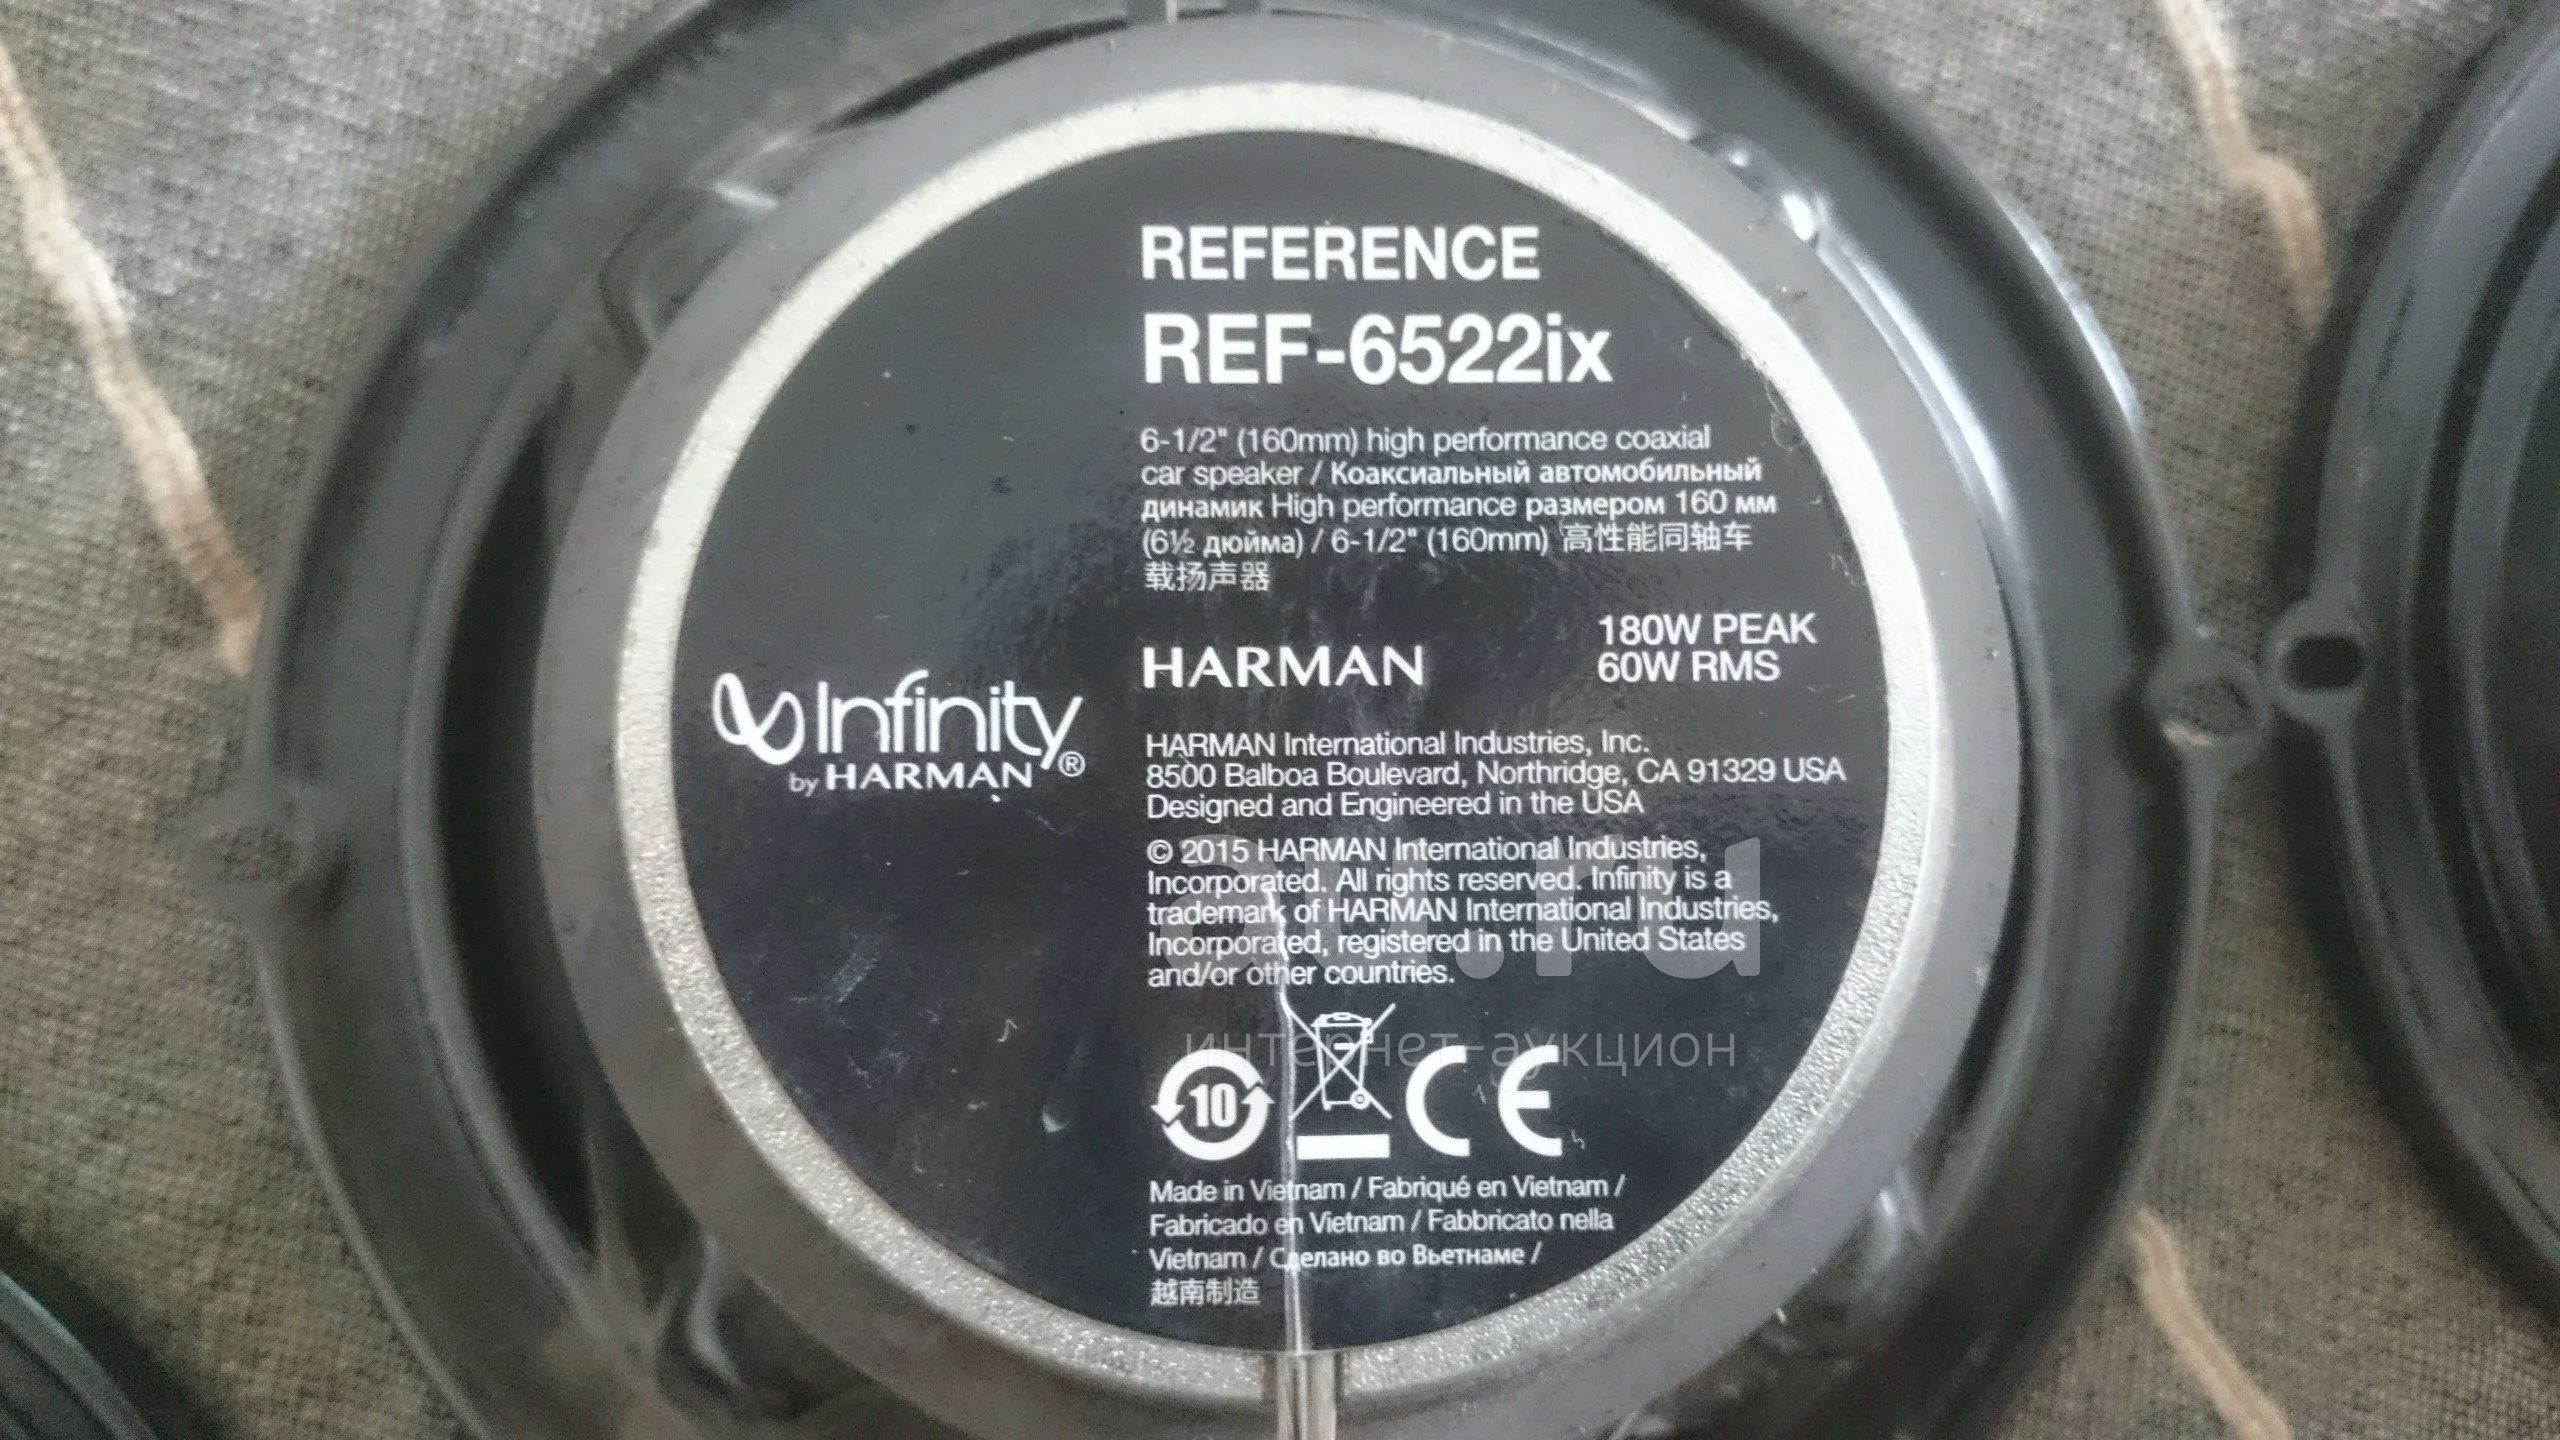 REFERENCE
REF-6522ix
6-1/2" (160mm) high performance coaxial
car speaker / Коаксиальный автомобильный
динамик High performance размером 160 мм
(6½ дюйма) / 6-1/2" (160mm) 高性能同轴车
载扬声器
180W PEAK
HARMAN
60W RMS
Infinity®
by HARMAN
HARMAN International Industries, Inc.
8500 Balboa Boulevard, Northridge, CA 91329 USA
Designed and Engineered in the USA
© 2015 HARMAN International Industries,
Incorporated. All rights reserved. Infinity is a
trademark of HARMAN International Industries,
Incorporated, registered in the United States
and/or other countries.
au.ru
интернет-аукцион
10
CE
Made in Vietnam / Fabriqué en Vietnam /
Fabricado en Vietnam / Fabbricato nella
Vietnam / Сделано во Вьетнаме /
越南制造